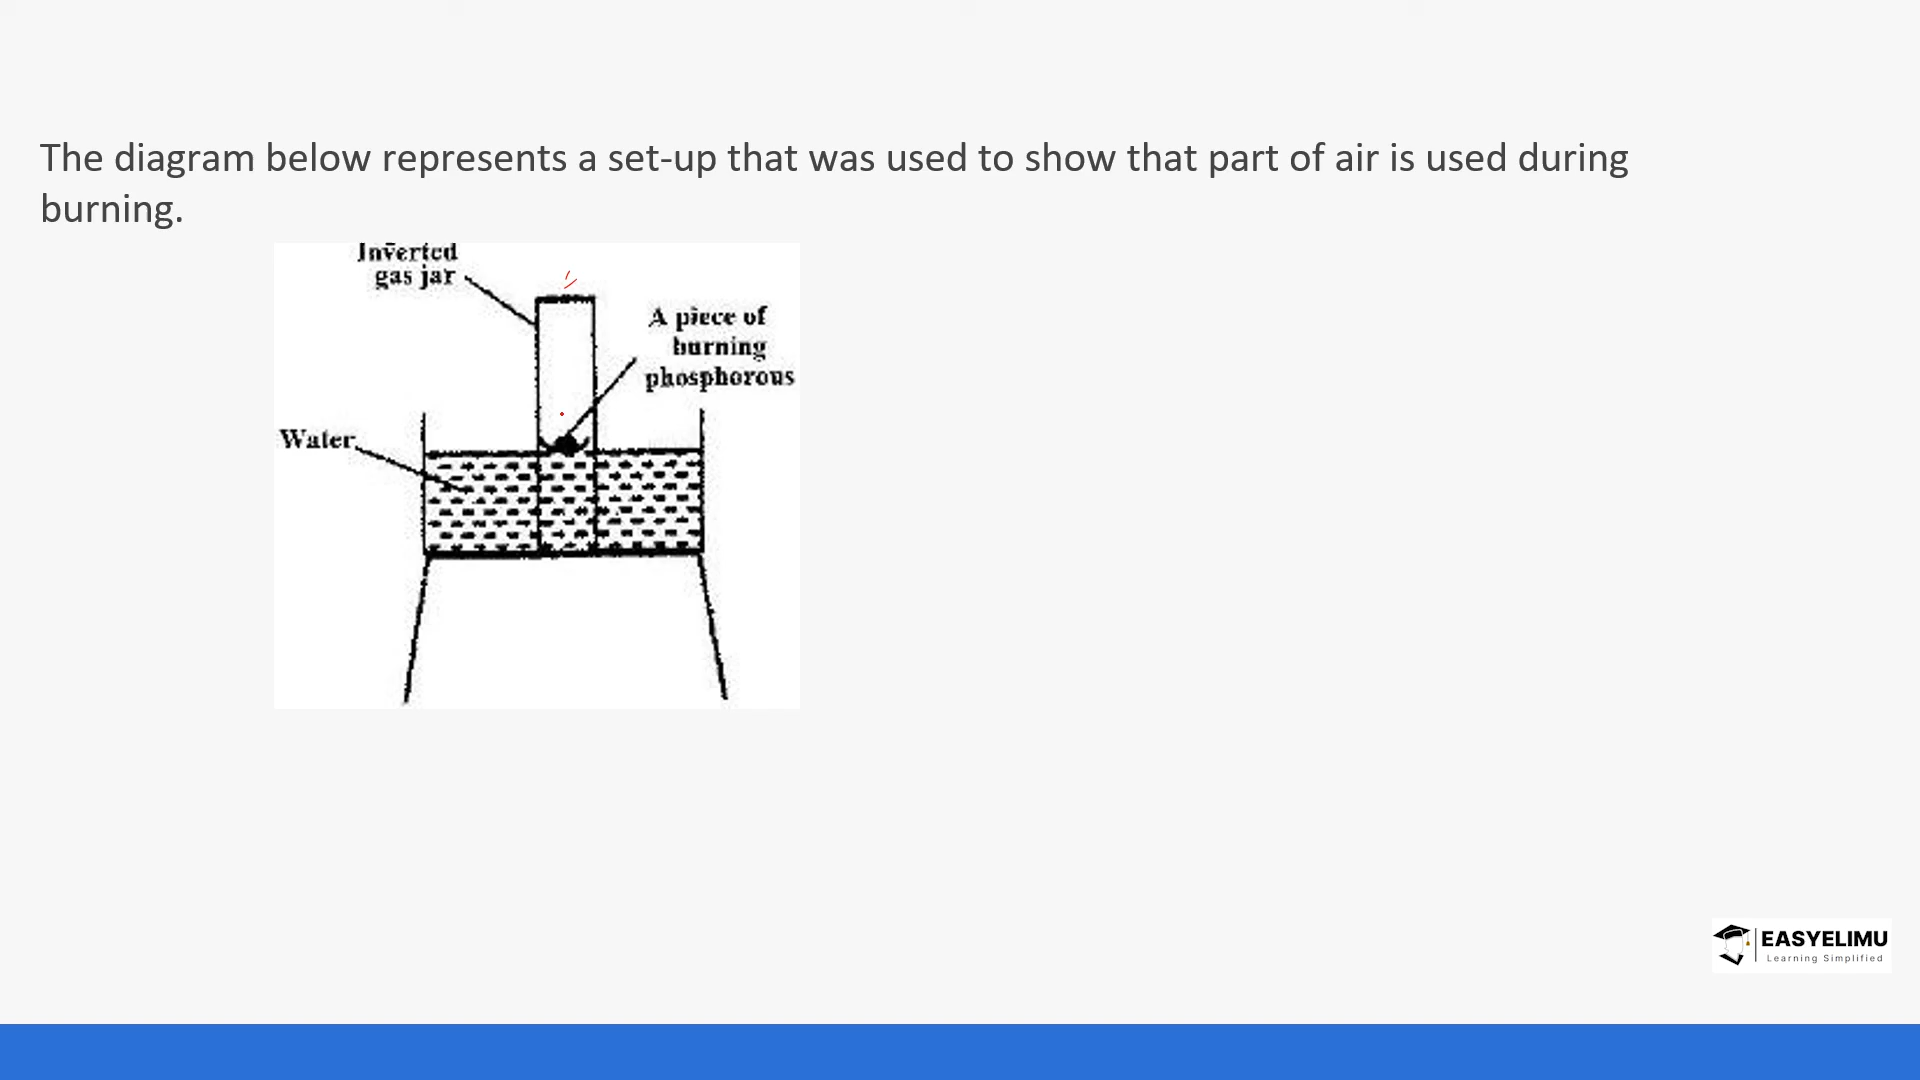 The diagram below represents a set-up that was used to show that part of air is used during
burning.
Inverted
gas jar
A piece of
burning
phosphorous
Water
EASYELIMU
Learning Simplified